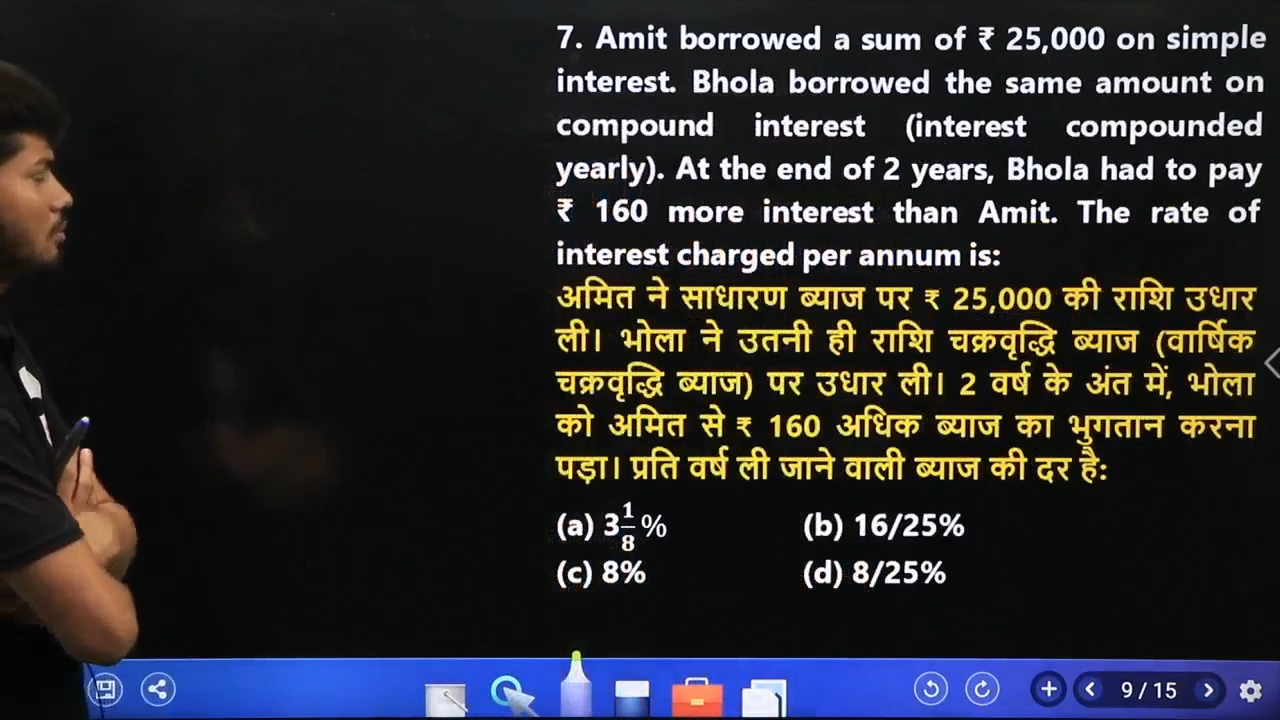 7. Amit borrowed a sum of ₹ 25,000 on simple
interest. Bhola borrowed the same amount on
compound interest (interest compounded
yearly). At the end of 2 years, Bhola had to pay
₹ 160 more interest than Amit. The rate of
interest charged per annum is:
अमित ने साधारण ब्याज पर ₹ 25,000 की राशि उधार
ली। भोला ने उतनी ही राशि चक्रवृद्धि ब्याज (वार्षिक
चक्रवृद्धि ब्याज) पर उधार ली। 2 वर्ष के अंत में, भोला
को अमित से ₹ 160 अधिक ब्याज का भुगतान करना
पड़ा। प्रति वर्ष ली जाने वाली ब्याज की दर है:
(a) 3 1/8 % (b) 16/25%
(c) 8% (d) 8/25%
9 / 15